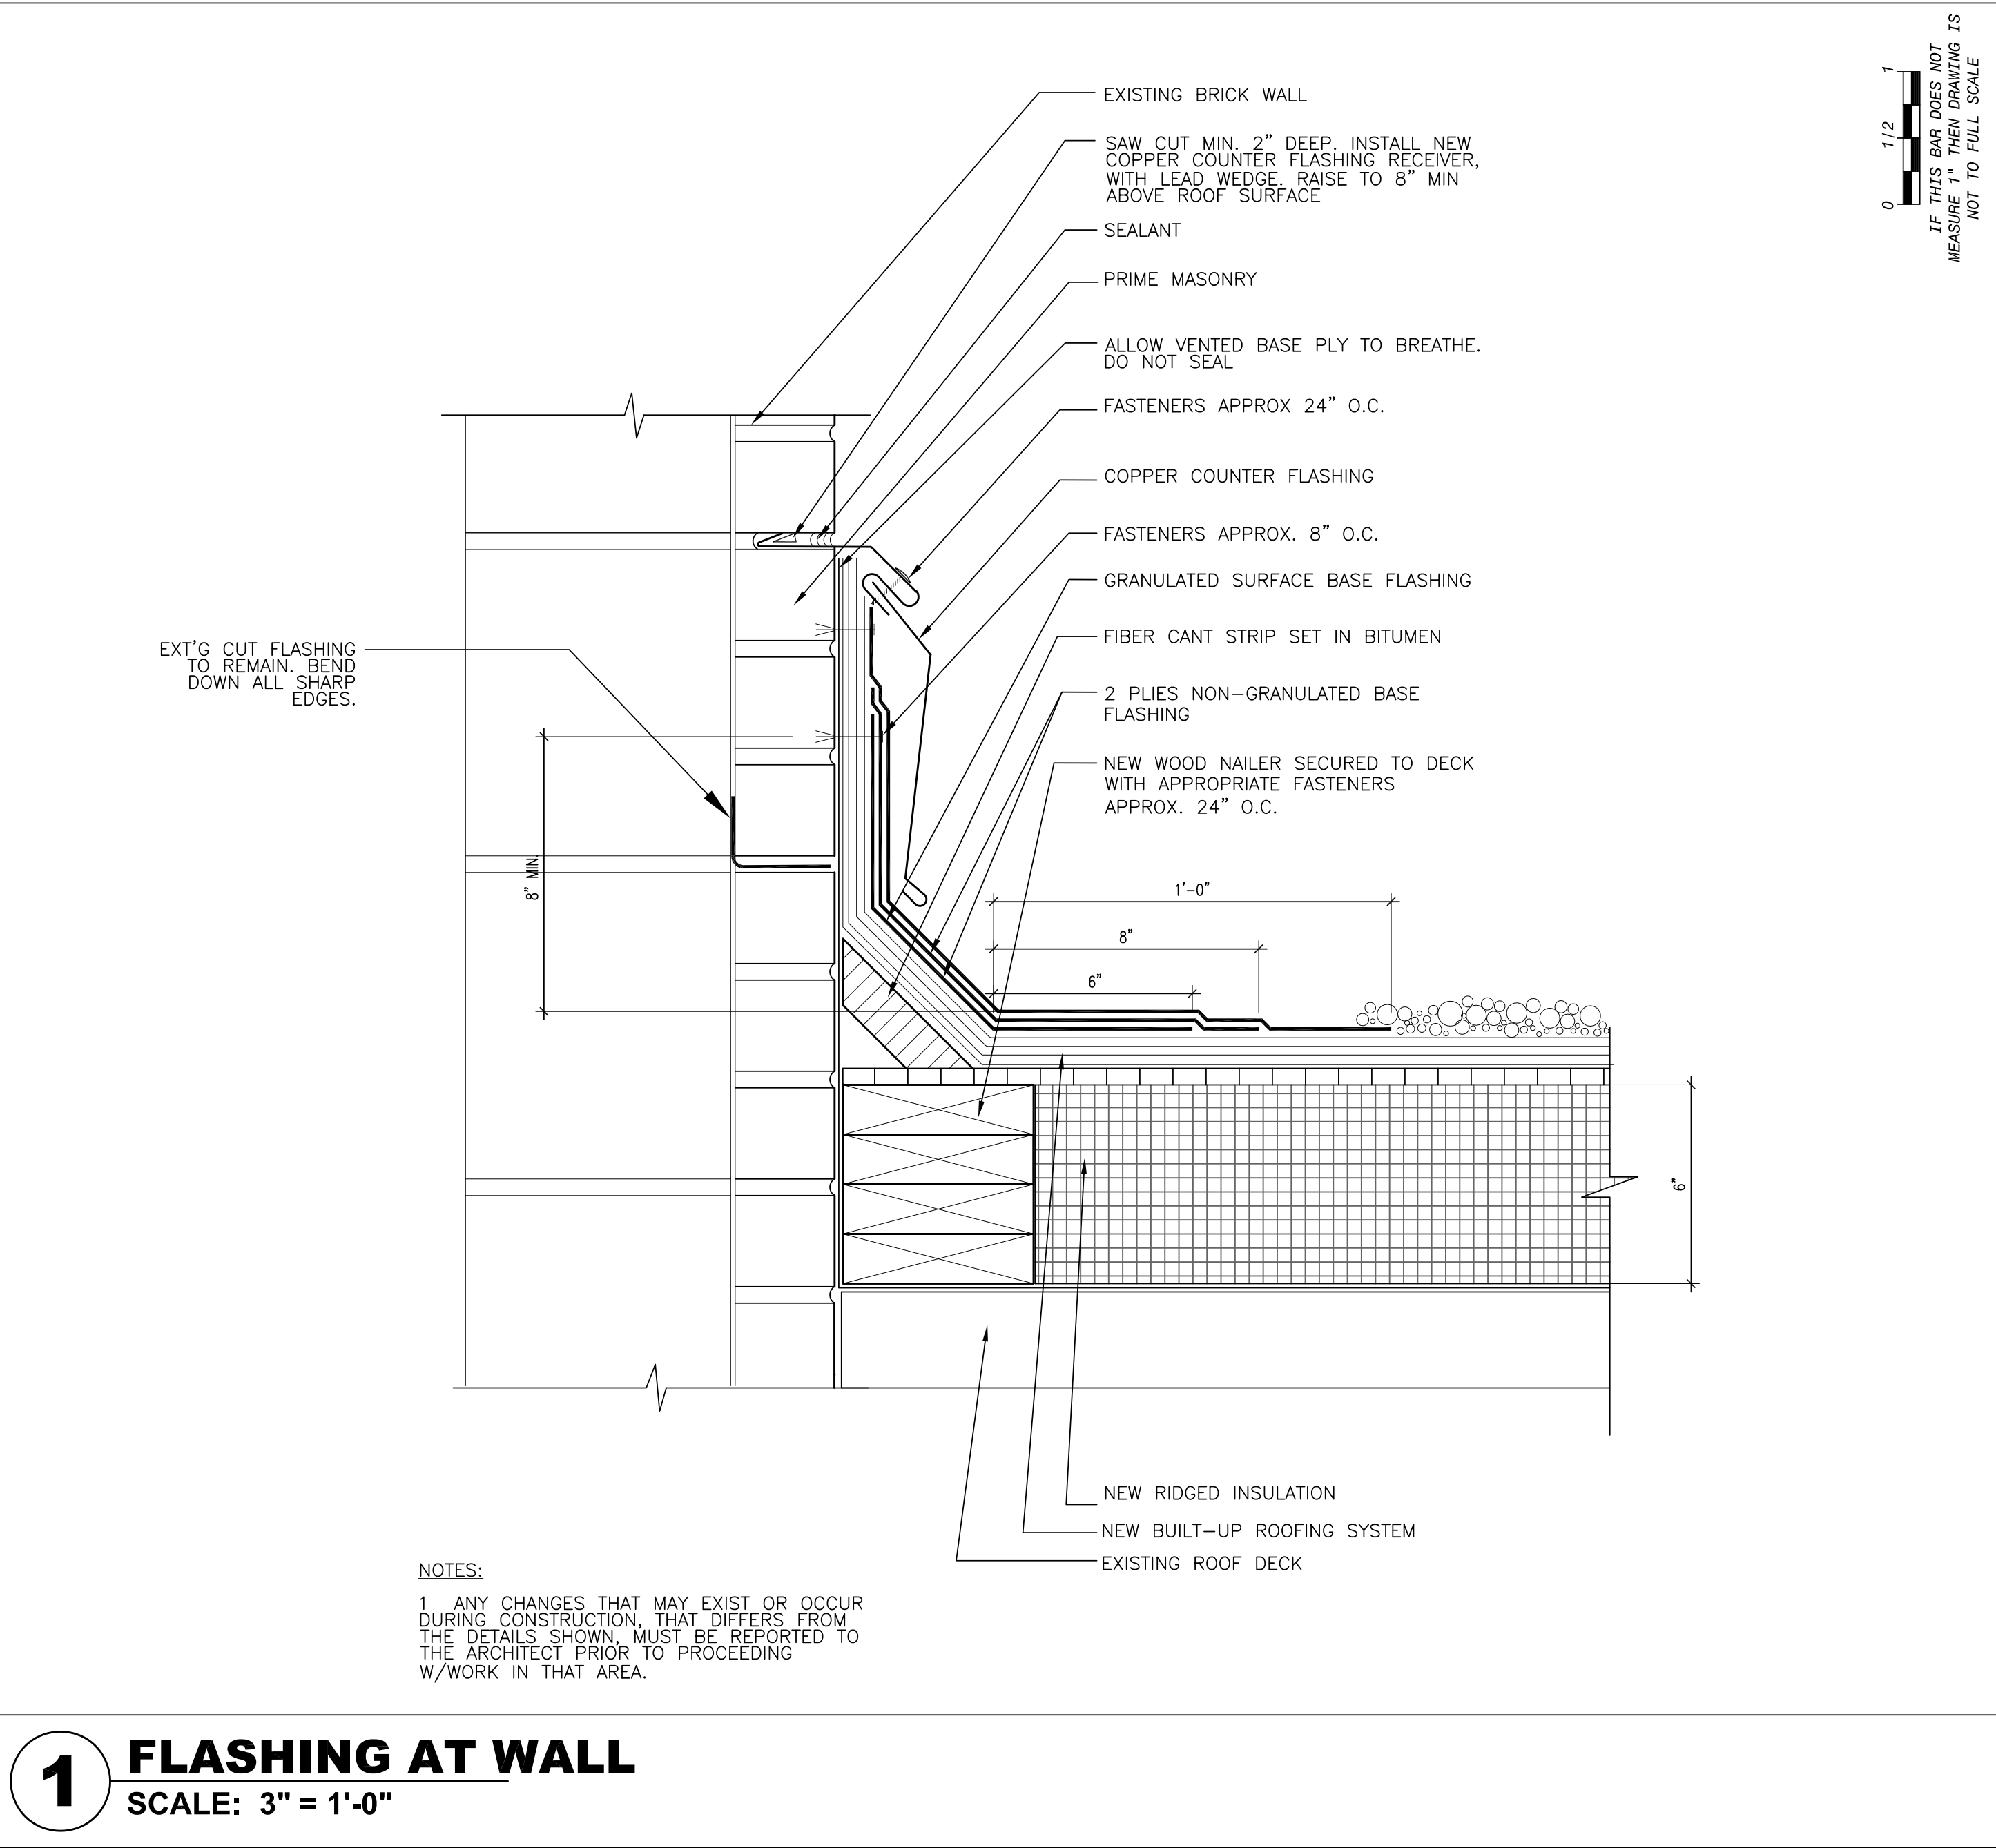 EXISTING BRICK WALL
SAW CUT MIN. 2” DEEP. INSTALL NEW
COPPER COUNTER FLASHING RECEIVER,
WITH LEAD WEDGE. RAISE TO 8” MIN
ABOVE ROOF SURFACE
SEALANT
PRIME MASONRY
ALLOW VENTED BASE PLY TO BREATHE.
DO NOT SEAL
FASTENERS APPROX 24” O.C.
COPPER COUNTER FLASHING
FASTENERS APPROX. 8” O.C.
GRANULATED SURFACE BASE FLASHING
FIBER CANT STRIP SET IN BITUMEN
2 PLIES NON-GRANULATED BASE
FLASHING
NEW WOOD NAILER SECURED TO DECK
WITH APPROPRIATE FASTENERS
APPROX. 24” O.C.
EXT'G CUT FLASHING
TO REMAIN. BEND
DOWN ALL SHARP
EDGES.
8” MIN.
1'-0”
8”
6”
6”
NEW RIDGED INSULATION
NEW BUILT-UP ROOFING SYSTEM
EXISTING ROOF DECK
0 1/2 1
IF THIS BAR DOES NOT
MEASURE 1" THEN DRAWING IS
NOT TO FULL SCALE
NOTES:
1 ANY CHANGES THAT MAY EXIST OR OCCUR
DURING CONSTRUCTION, THAT DIFFERS FROM
THE DETAILS SHOWN, MUST BE REPORTED TO
THE ARCHITECT PRIOR TO PROCEEDING
W/WORK IN THAT AREA.
1
FLASHING AT WALL
SCALE: 3" = 1'-0"